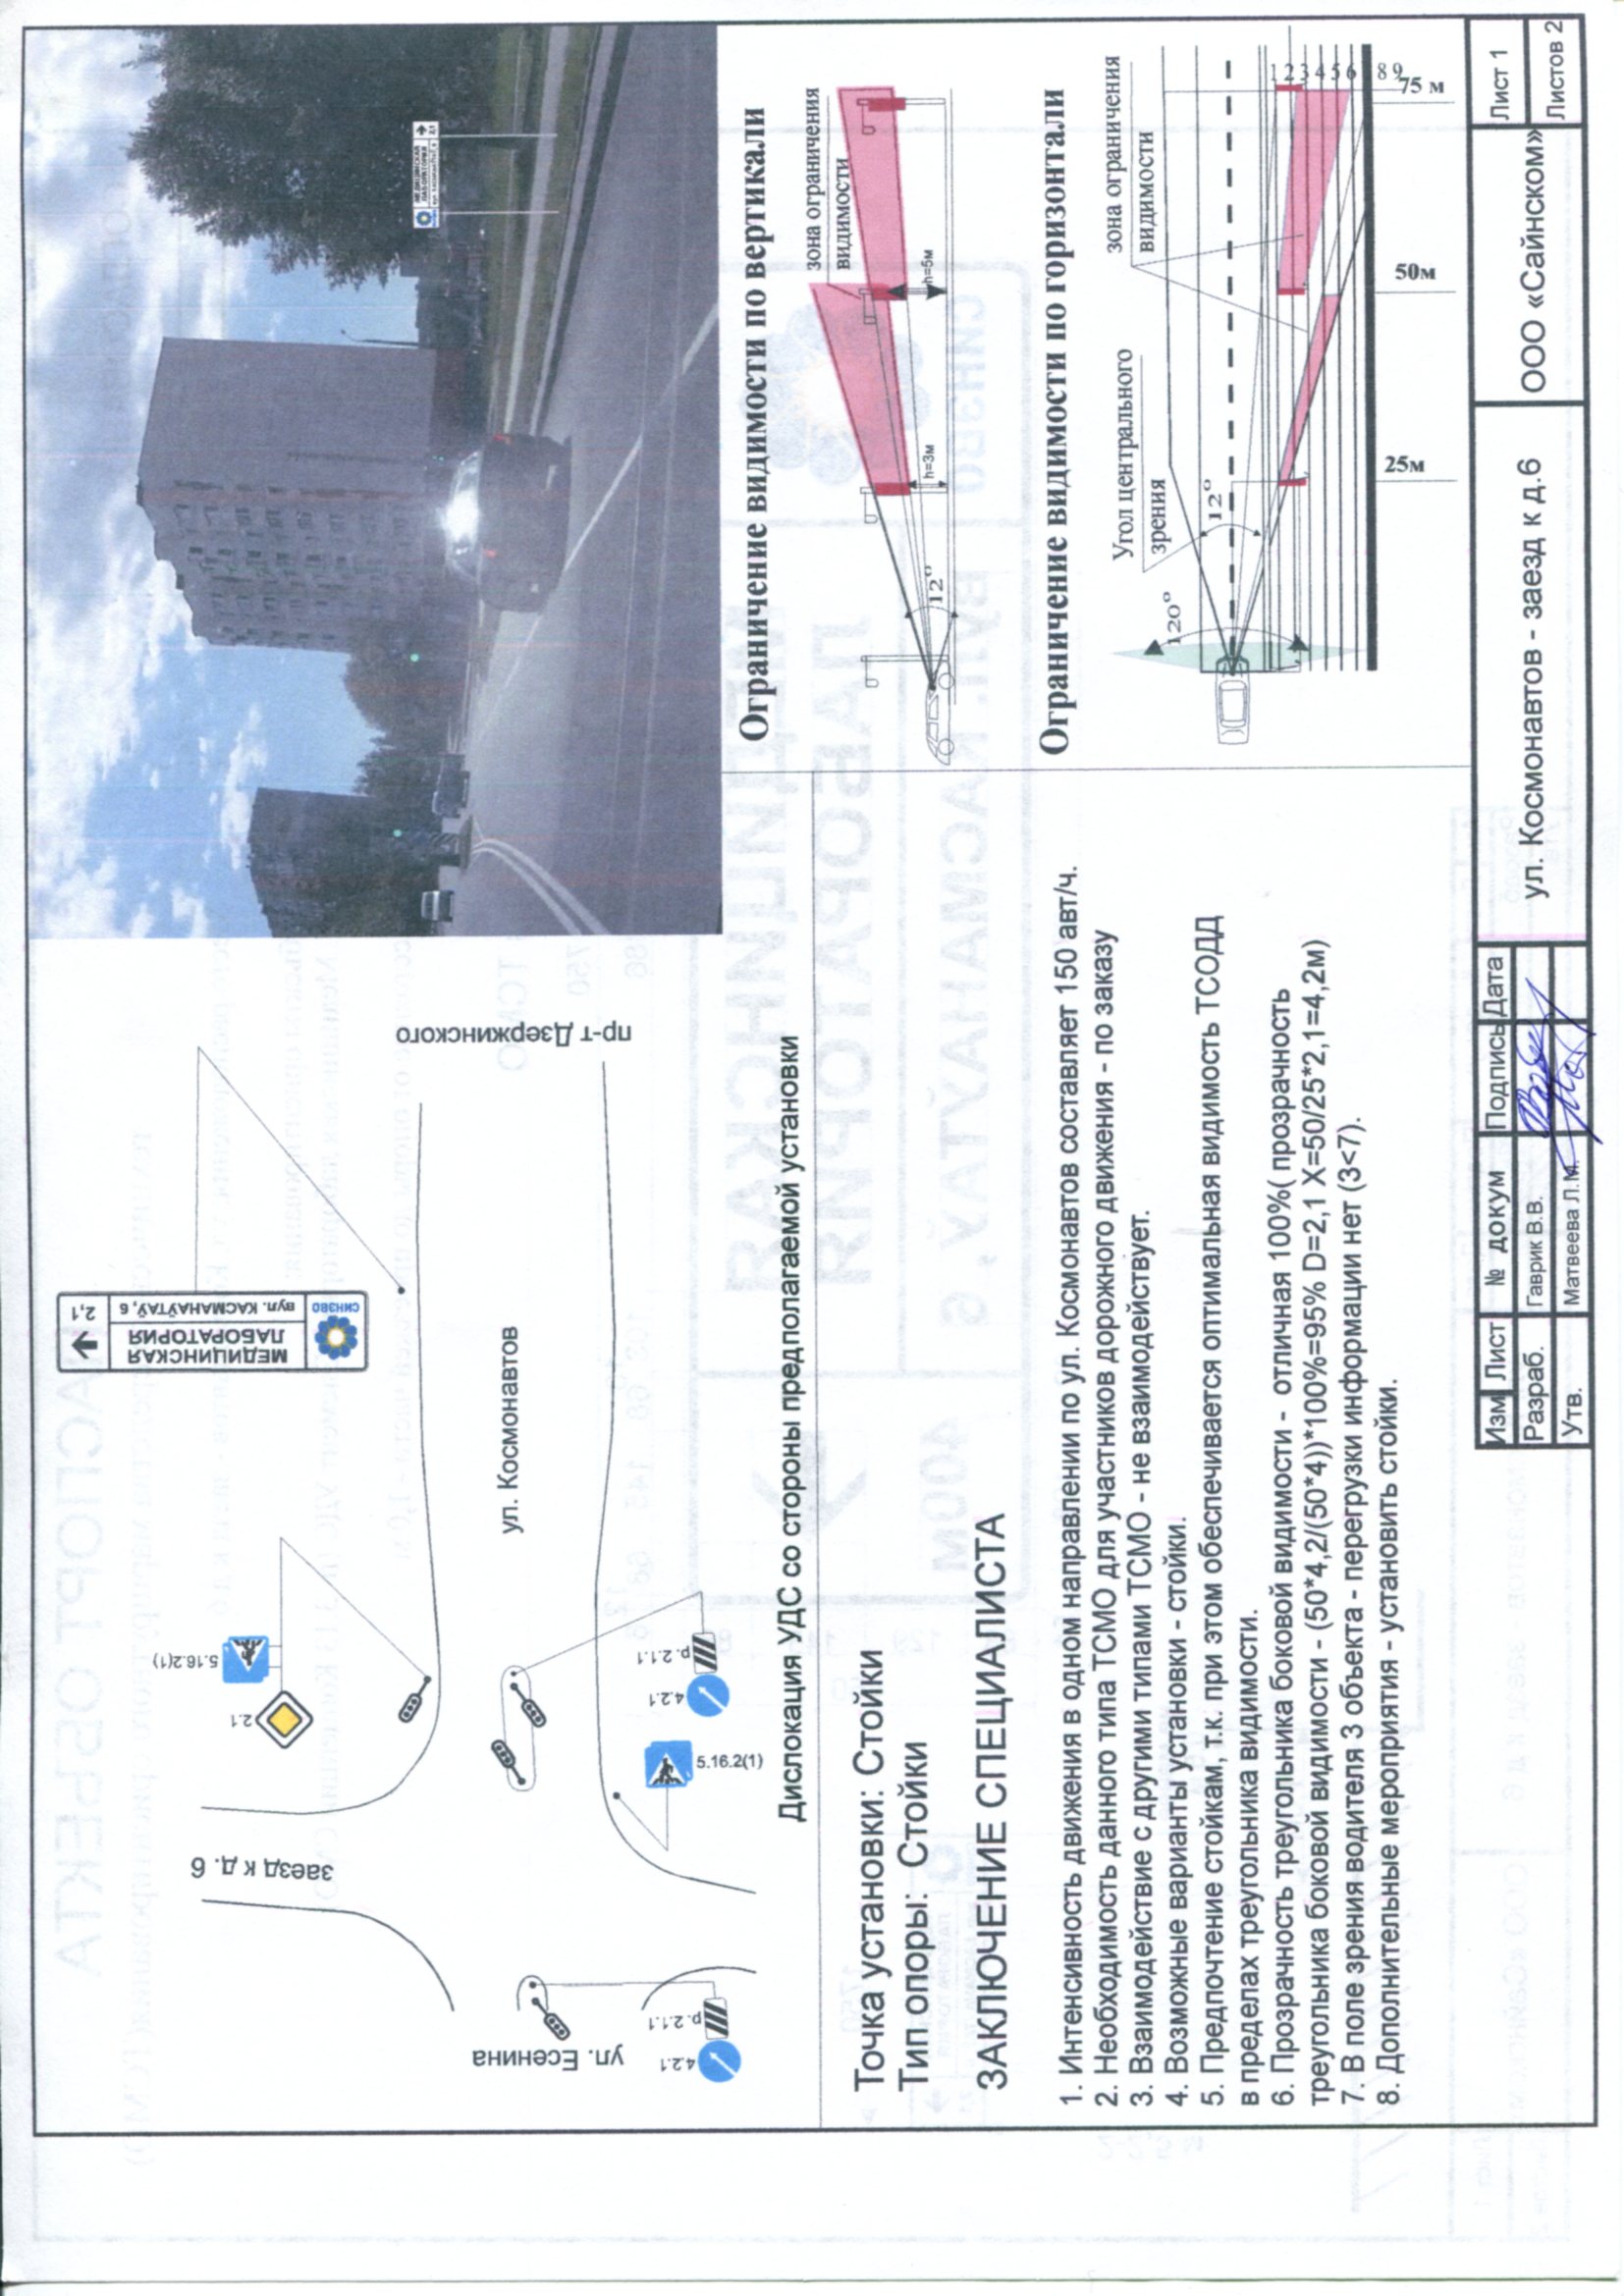 пр-т Дзержинского
МЕДИЦИНСКАЯ
ЛАБОРАТОРИЯ
вул. КАСМАНАЎТАЎ, 6
СИНЭВО
2,1
5.16.2(1)
2.1
заезд к д. 6
ул. Космонавтов
р. 2.1.1
4.2.1
5.16.2(1)
ул. Есенина
р. 2.1.1
4.2.1
Дислокация УДС со стороны предполагаемой установки
МЕДИЦИНСКАЯ
ЛАБОРАТОРИЯ
2,1
Ограничение видимости по вертикали
зона ограничения
видимости
12°
h=3м
h=5м
Ограничение видимости по горизонтали
Угол центрального
зрения
зона ограничения
видимости
120°
12°
1 2 3 4 5 6 8 9
25м
50м
75 м
Точка установки: Стойки
Тип опоры: Стойки
ЗАКЛЮЧЕНИЕ СПЕЦИАЛИСТА
1. Интенсивность движения в одном направлении по ул. Космонавтов составляет 150 авт/ч.
2. Необходимость данного типа ТСМО для участников дорожного движения - по заказу
3. Взаимодействие с другими типами ТСМО - не взаимодействует.
4. Возможные варианты установки - стойки.
5. Предпочтение стойкам, т.к. при этом обеспечивается оптимальная видимость ТСОДД
в пределах треугольника видимости.
6. Прозрачность треугольника боковой видимости - отличная 100%( прозрачность
треугольника боковой видимости - (50*4,2/(50*4))*100%=95% D=2,1 X=50/25*2,1=4,2м)
7. В поле зрения водителя 3 объекта - перегрузки информации нет (3<7).
8. Дополнительные мероприятия - установить стойки.
Изм Лист № докум Подпись Дата
Разраб. Гаврик В.В.
Утв. Матвеева Л.М.
ул. Космонавтов - заезд к д.6
ООО «Сайнском»
Лист 1
Листов 2